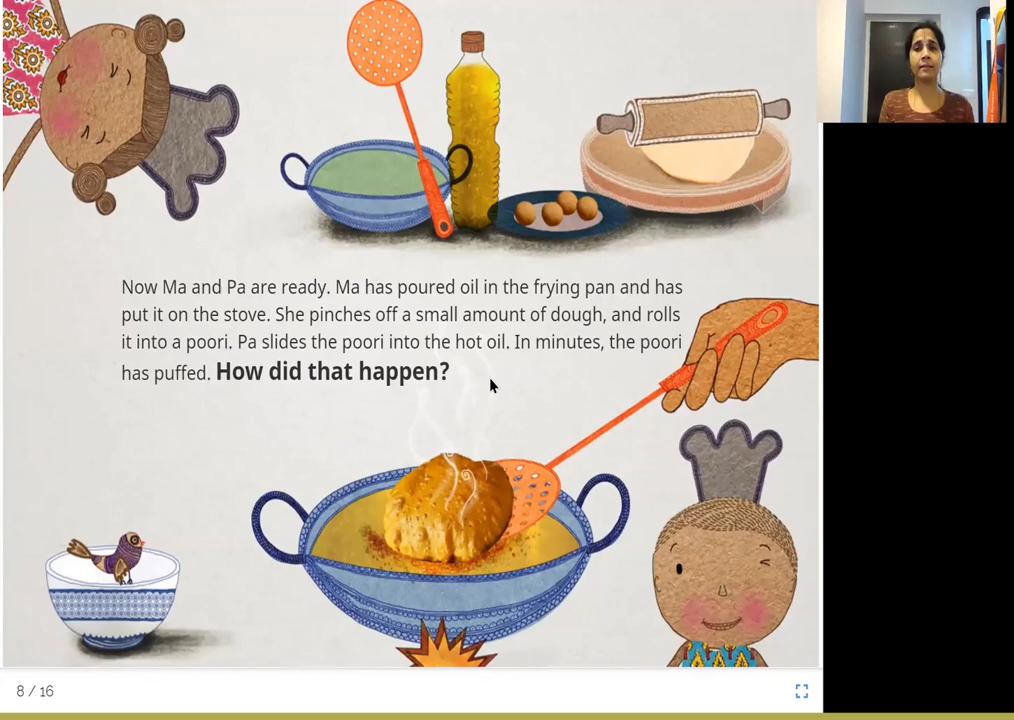 Now Ma and Pa are ready. Ma has poured oil in the frying pan and has
put it on the stove. She pinches off a small amount of dough, and rolls
it into a poori. Pa slides the poori into the hot oil. In minutes, the poori
has puffed. How did that happen?
8 / 16